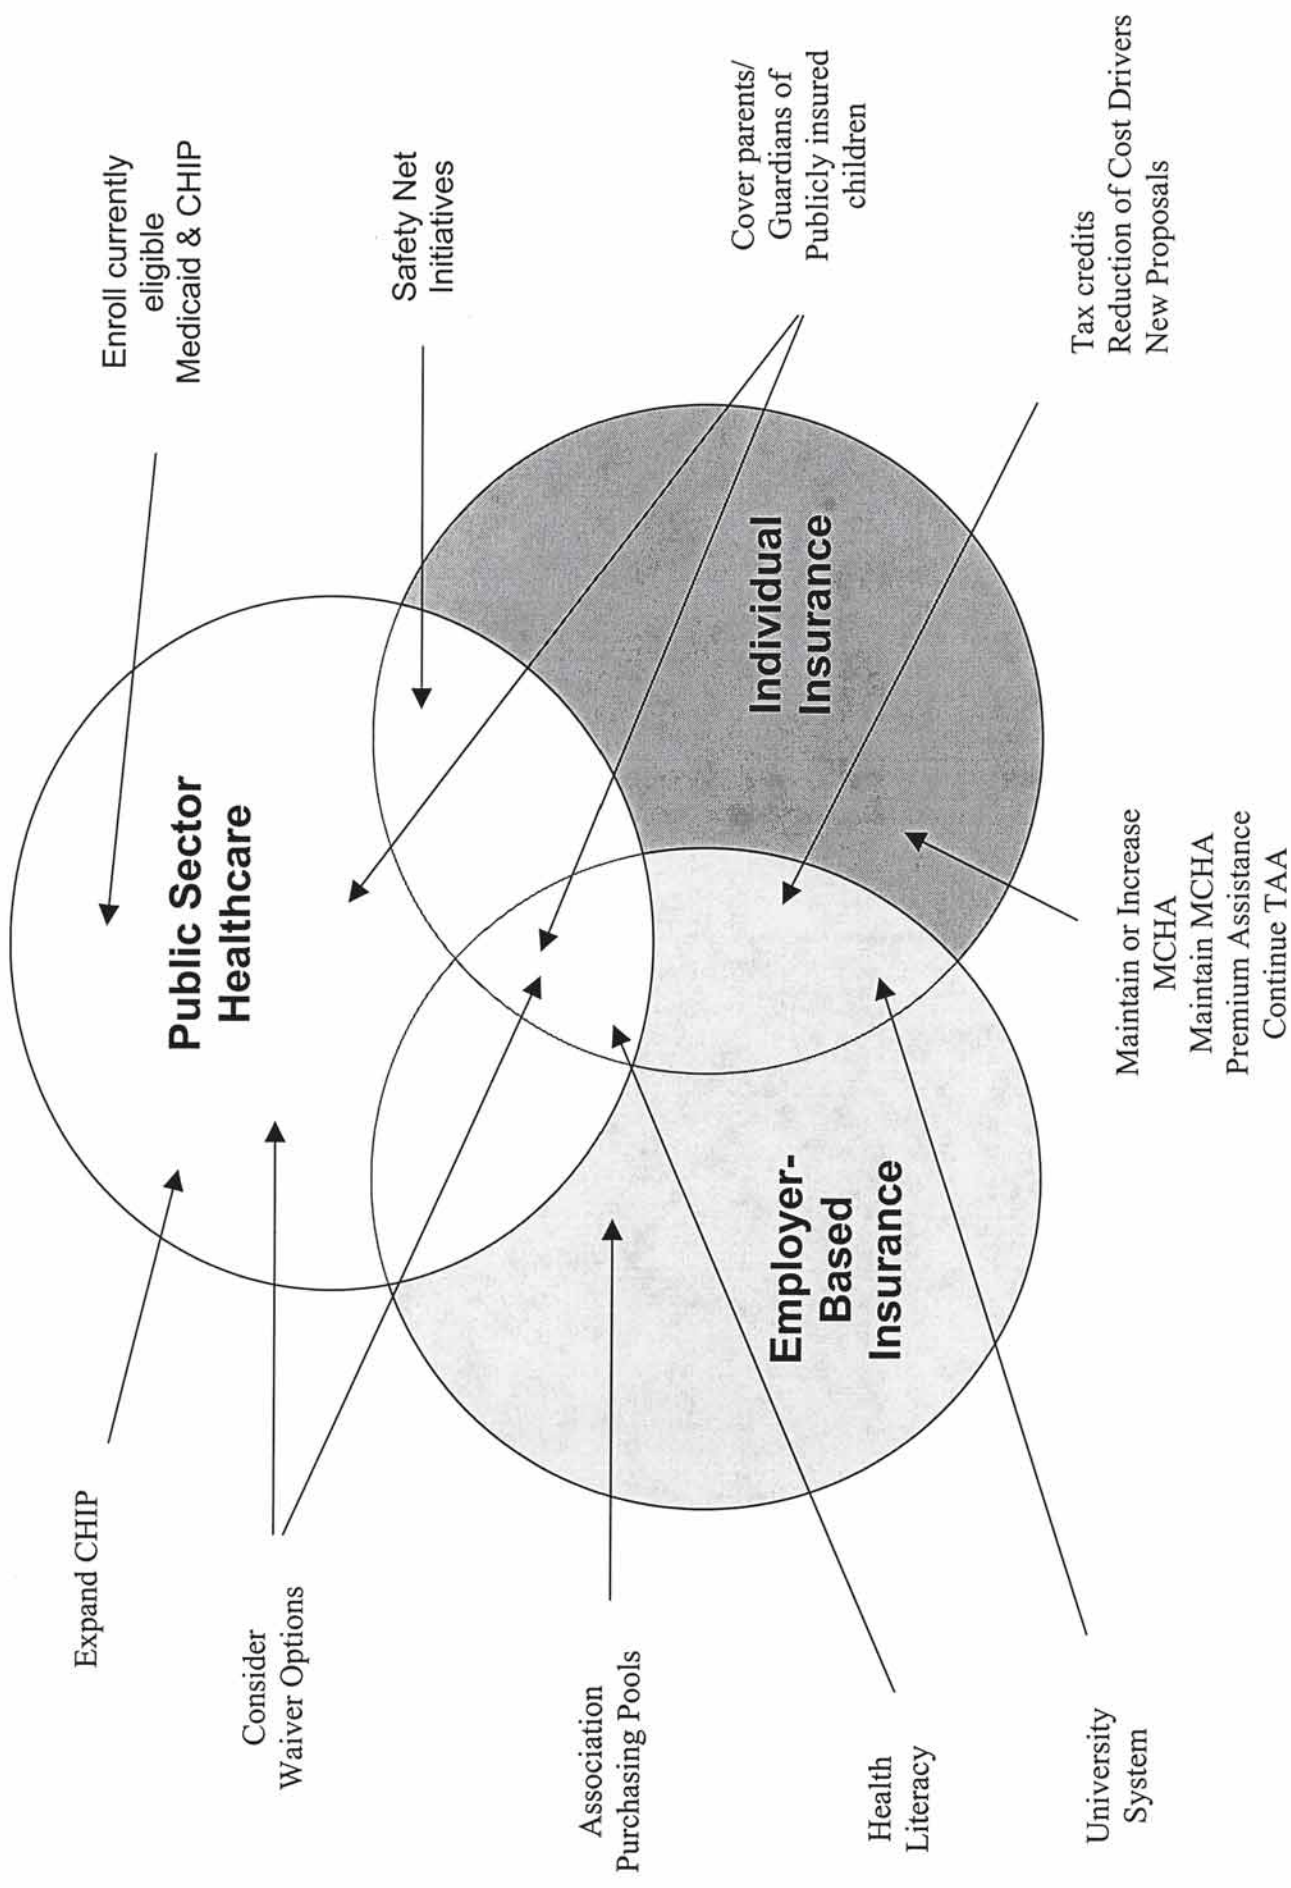 Expand CHIP
Consider
Waiver Options
Association
Purchasing Pools
Health
Literacy
University
System
Public Sector
Healthcare
Employer-
Based
Insurance
Individual
Insurance
Maintain or Increase
MCHA
Maintain MCHA
Premium Assistance
Continue TAA
Enroll currently
eligible
Medicaid & CHIP
Safety Net
Initiatives
Cover parents/
Guardians of
Publicly insured
children
Tax credits
Reduction of Cost Drivers
New Proposals